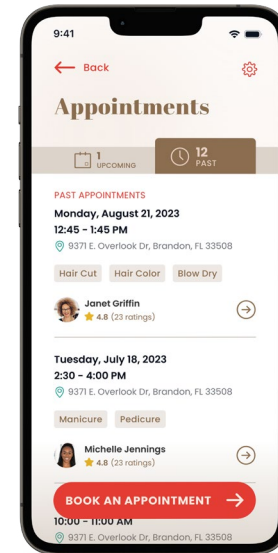 9:41
Back
Appointments
1
UPCOMING
12
PAST
PAST APPOINTMENTS
Monday, August 21, 2023
12:45 - 1:45 PM
9371 E. Overlook Dr, Brandon, FL 33508
Hair Cut Hair Color Blow Dry
Janet Griffin
4.8 (23 ratings)
Tuesday, July 18, 2023
2:30 - 4:00 PM
9371 E. Overlook Dr, Brandon, FL 33508
Manicure Pedicure
Michelle Jennings
4.8 (23 ratings)
BOOK AN APPOINTMENT
10:00 - 11:00 AM
9371 E. Overlook Dr, Brandon, FL 33508